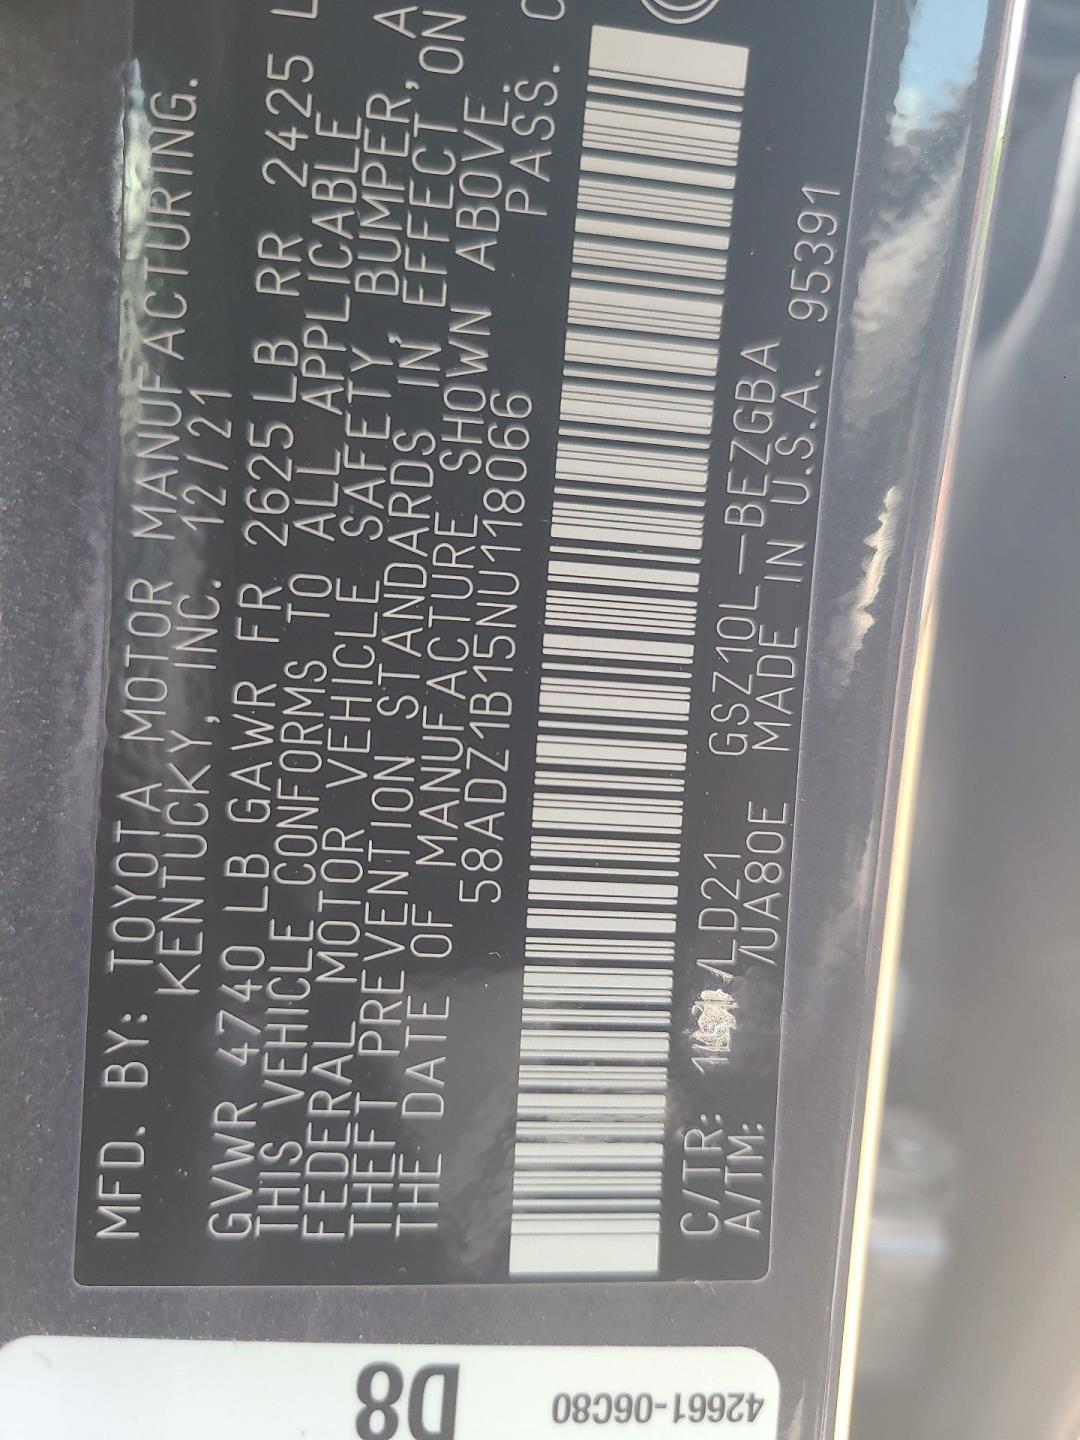 MFD. BY: TOYOTA MOTOR MANUFACTURING.
KENTUCKY, INC. 12/21
GVWR 4740 LB GAWR FR 2625 LB RR 2425 L
THIS VEHICLE CONFORMS TO ALL APPLICABLE
FEDERAL MOTOR VEHICLE SAFETY BUMPER, A
THEFT PREVENTION STANDARDS IN EFFECT ON
THE DATE OF MANUFACTURE SHOWN ABOVE.
58ADZ1B15NU118066 PASS. C
C/TR: /LD21 GSZ10L-BEZGBA
A/TM: /UA80E MADE IN U.S.A. 95391
D8
42661-06C80